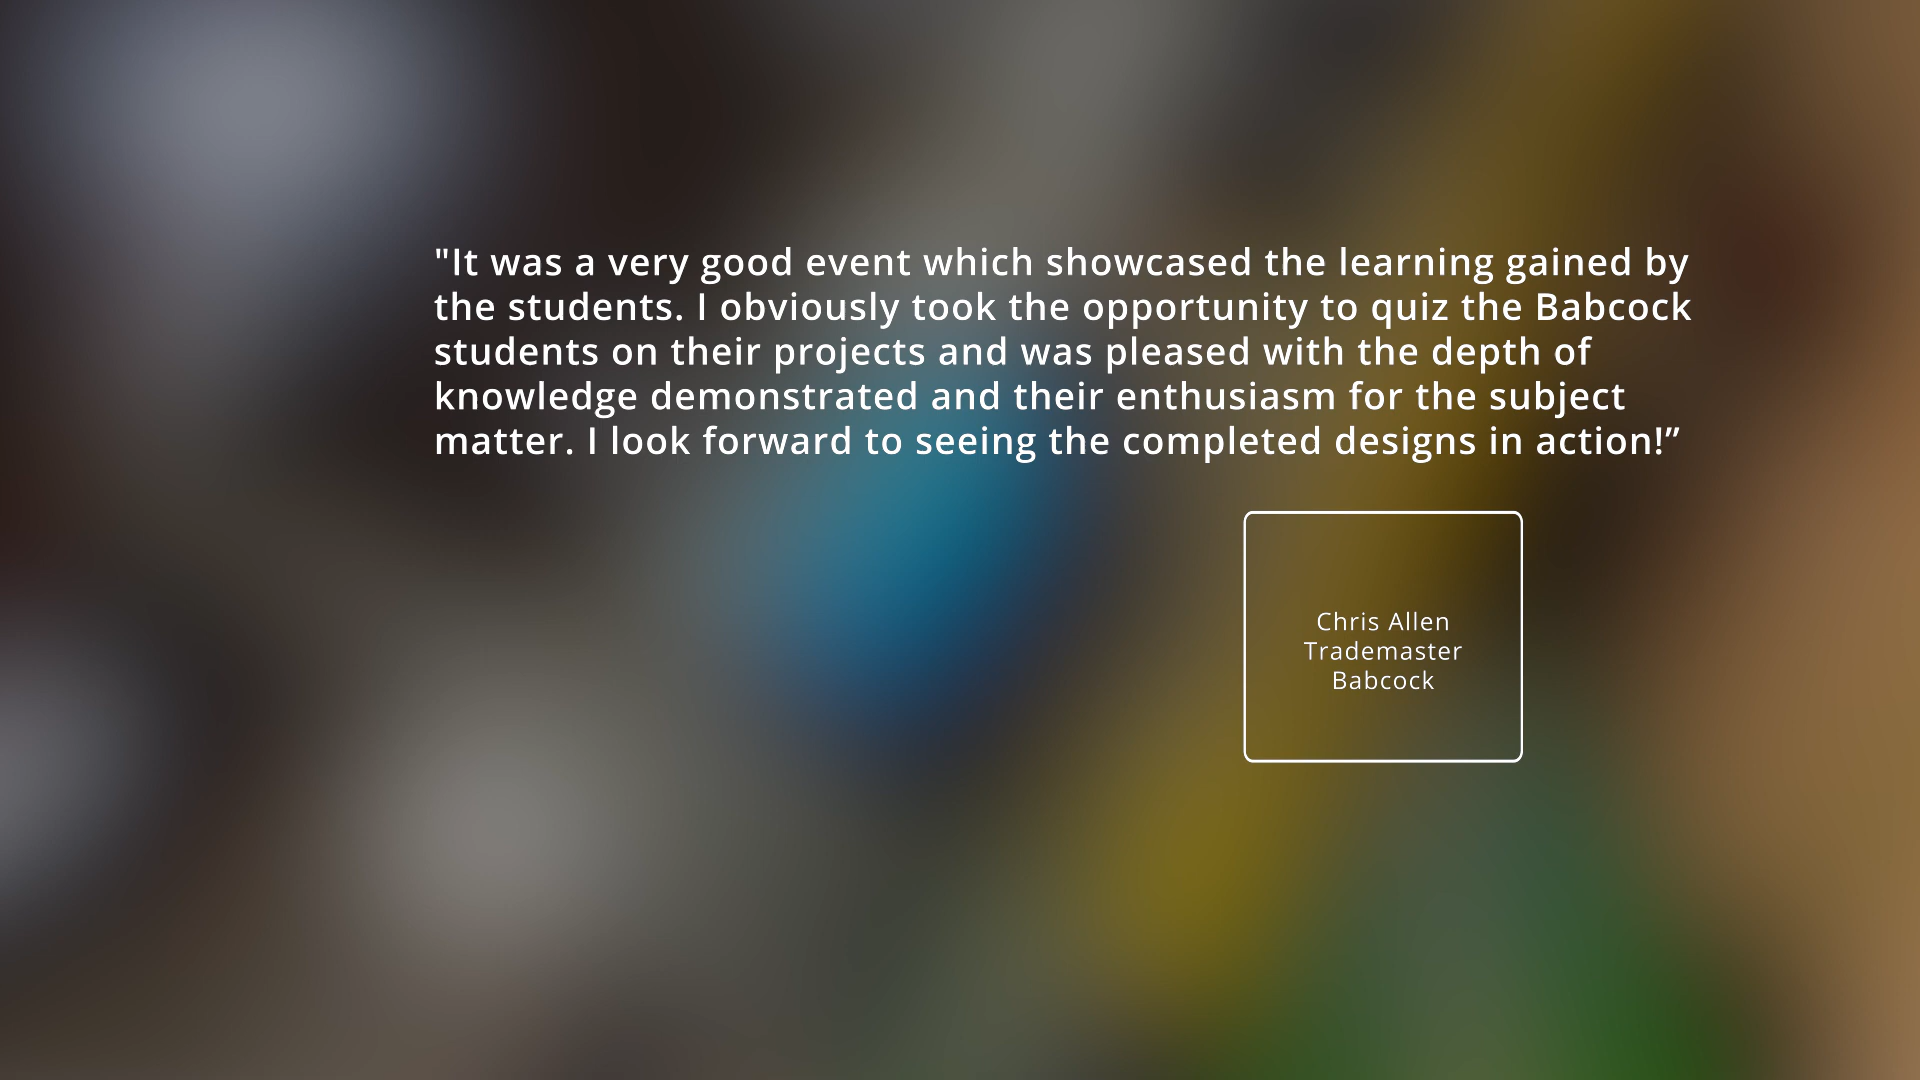 "It was a very good event which showcased the learning gained by
the students. I obviously took the opportunity to quiz the Babcock
students on their projects and was pleased with the depth of
knowledge demonstrated and their enthusiasm for the subject
matter. I look forward to seeing the completed designs in action!”
Chris Allen
Trademaster
Babcock